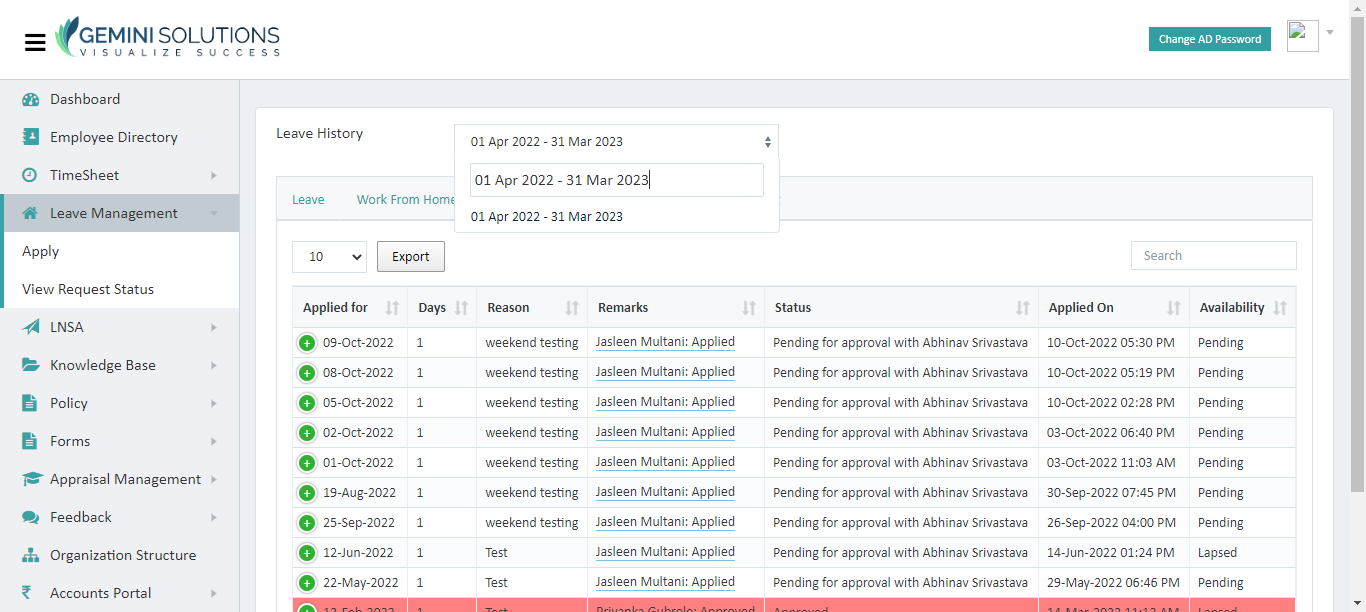 GEMINI SOLUTIONS
VISUALIZE SUCCESS
Change AD Password
Dashboard
Employee Directory
TimeSheet
Leave Management
Apply
View Request Status
LNSA
Knowledge Base
Policy
Forms
Appraisal Management
Feedback
Organization Structure
Accounts Portal
Leave History
01 Apr 2022 - 31 Mar 2023
01 Apr 2022 - 31 Mar 2023
01 Apr 2022 - 31 Mar 2023
Leave Work From Home
10 Export Search
Applied for Days Reason Remarks Status Applied On Availability
09-Oct-2022 1 weekend testing Jasleen Multani: Applied Pending for approval with Abhinav Srivastava 10-Oct-2022 05:30 PM Pending
08-Oct-2022 1 weekend testing Jasleen Multani: Applied Pending for approval with Abhinav Srivastava 10-Oct-2022 05:19 PM Pending
05-Oct-2022 1 weekend testing Jasleen Multani: Applied Pending for approval with Abhinav Srivastava 10-Oct-2022 02:28 PM Pending
02-Oct-2022 1 weekend testing Jasleen Multani: Applied Pending for approval with Abhinav Srivastava 03-Oct-2022 06:40 PM Pending
01-Oct-2022 1 weekend testing Jasleen Multani: Applied Pending for approval with Abhinav Srivastava 03-Oct-2022 11:03 AM Pending
19-Aug-2022 1 weekend testing Jasleen Multani: Applied Pending for approval with Abhinav Srivastava 30-Sep-2022 07:45 PM Pending
25-Sep-2022 1 weekend testing Jasleen Multani: Applied Pending for approval with Abhinav Srivastava 26-Sep-2022 04:00 PM Pending
12-Jun-2022 1 Test Jasleen Multani: Applied Pending for approval with Abhinav Srivastava 14-Jun-2022 01:24 PM Lapsed
22-May-2022 1 Test Jasleen Multani: Applied Pending for approval with Abhinav Srivastava 29-May-2022 06:46 PM Pending
1 Test Approved Lapsed